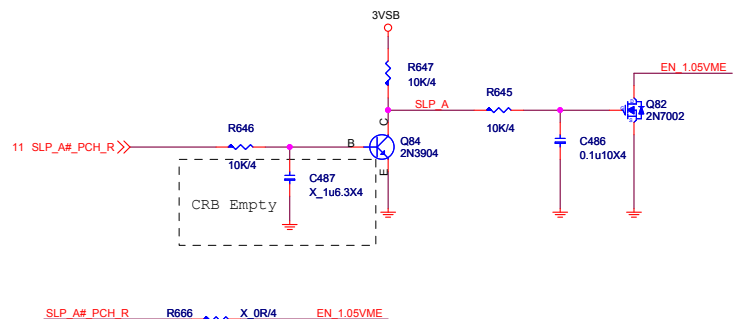 3VSB
R647
10K/4
EN_1.05VME
SLP_A
R645
Q82
2N7002
C
10K/4
C486
0.1u10X4
11 SLP_A#_PCH_R
R646
10K/4
B
Q84
2N3904
E
C487
X_1u6.3X4
CRB Empty
SLP_A#_PCH_R R666 X_0R/4 EN_1.05VME